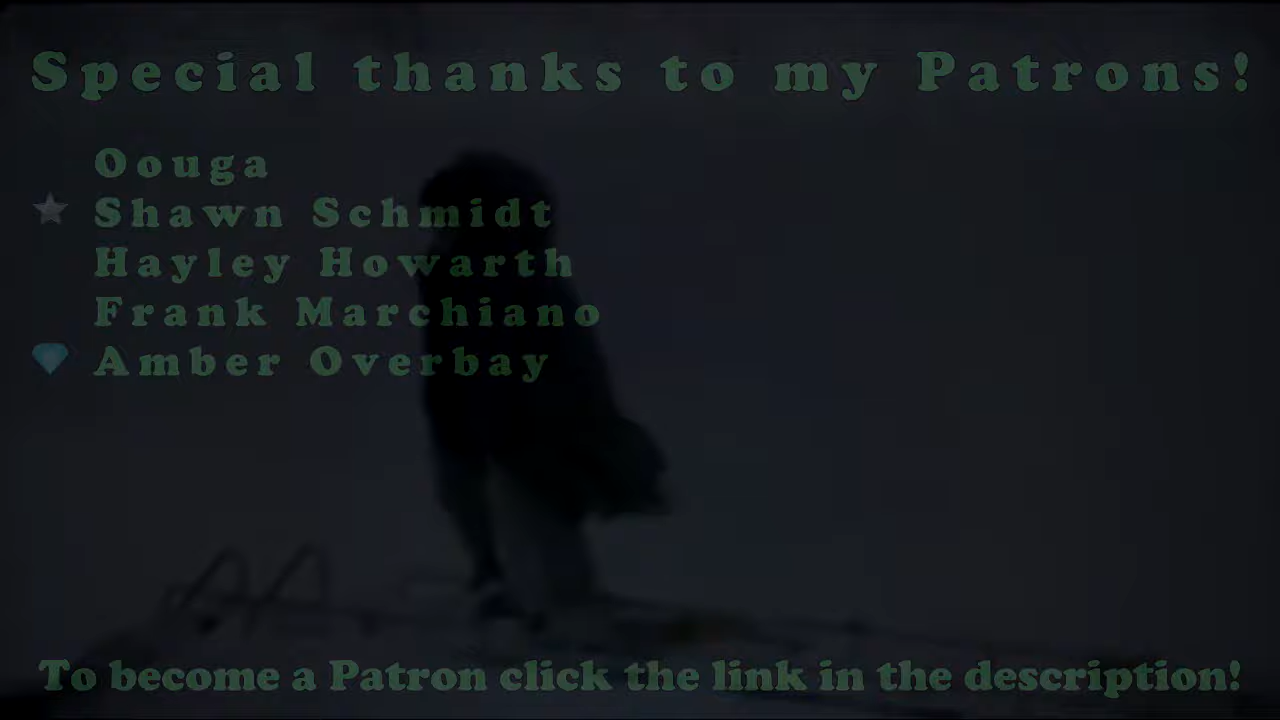 Special thanks to my Patrons!
Oouga
Shawn Schmidt
Hayley Howarth
Frank Marchiano
Amber Overbay
To become a Patron click the link in the description!